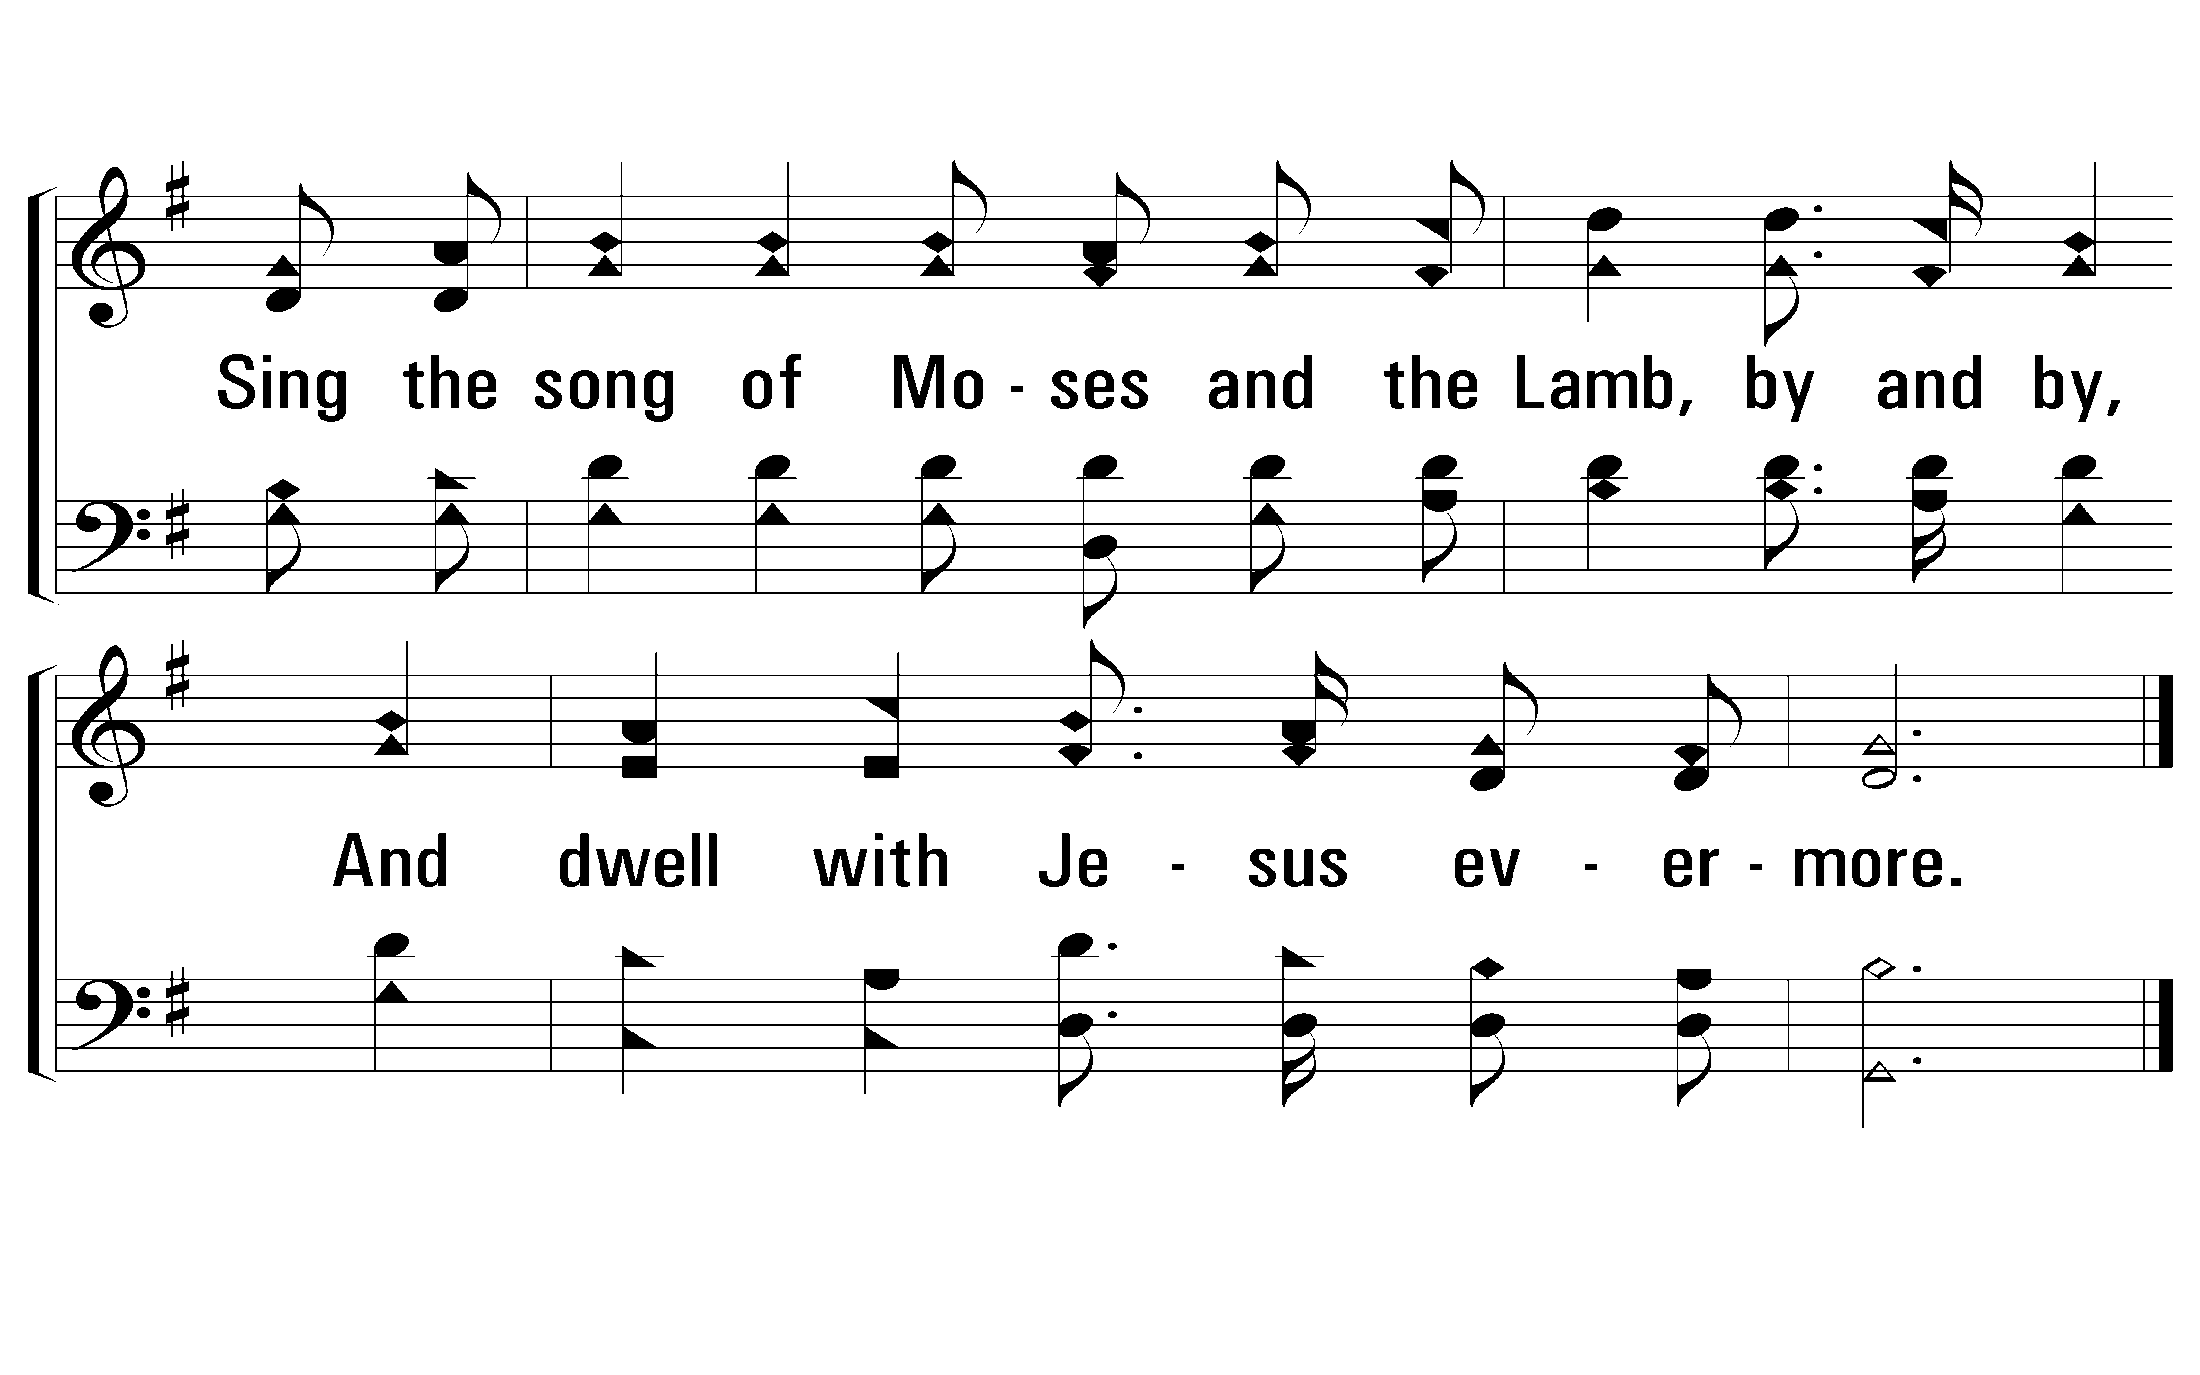 Sing the song of Mo - ses and the Lamb, by and by,
And dwell with Je - sus ev - er - more.